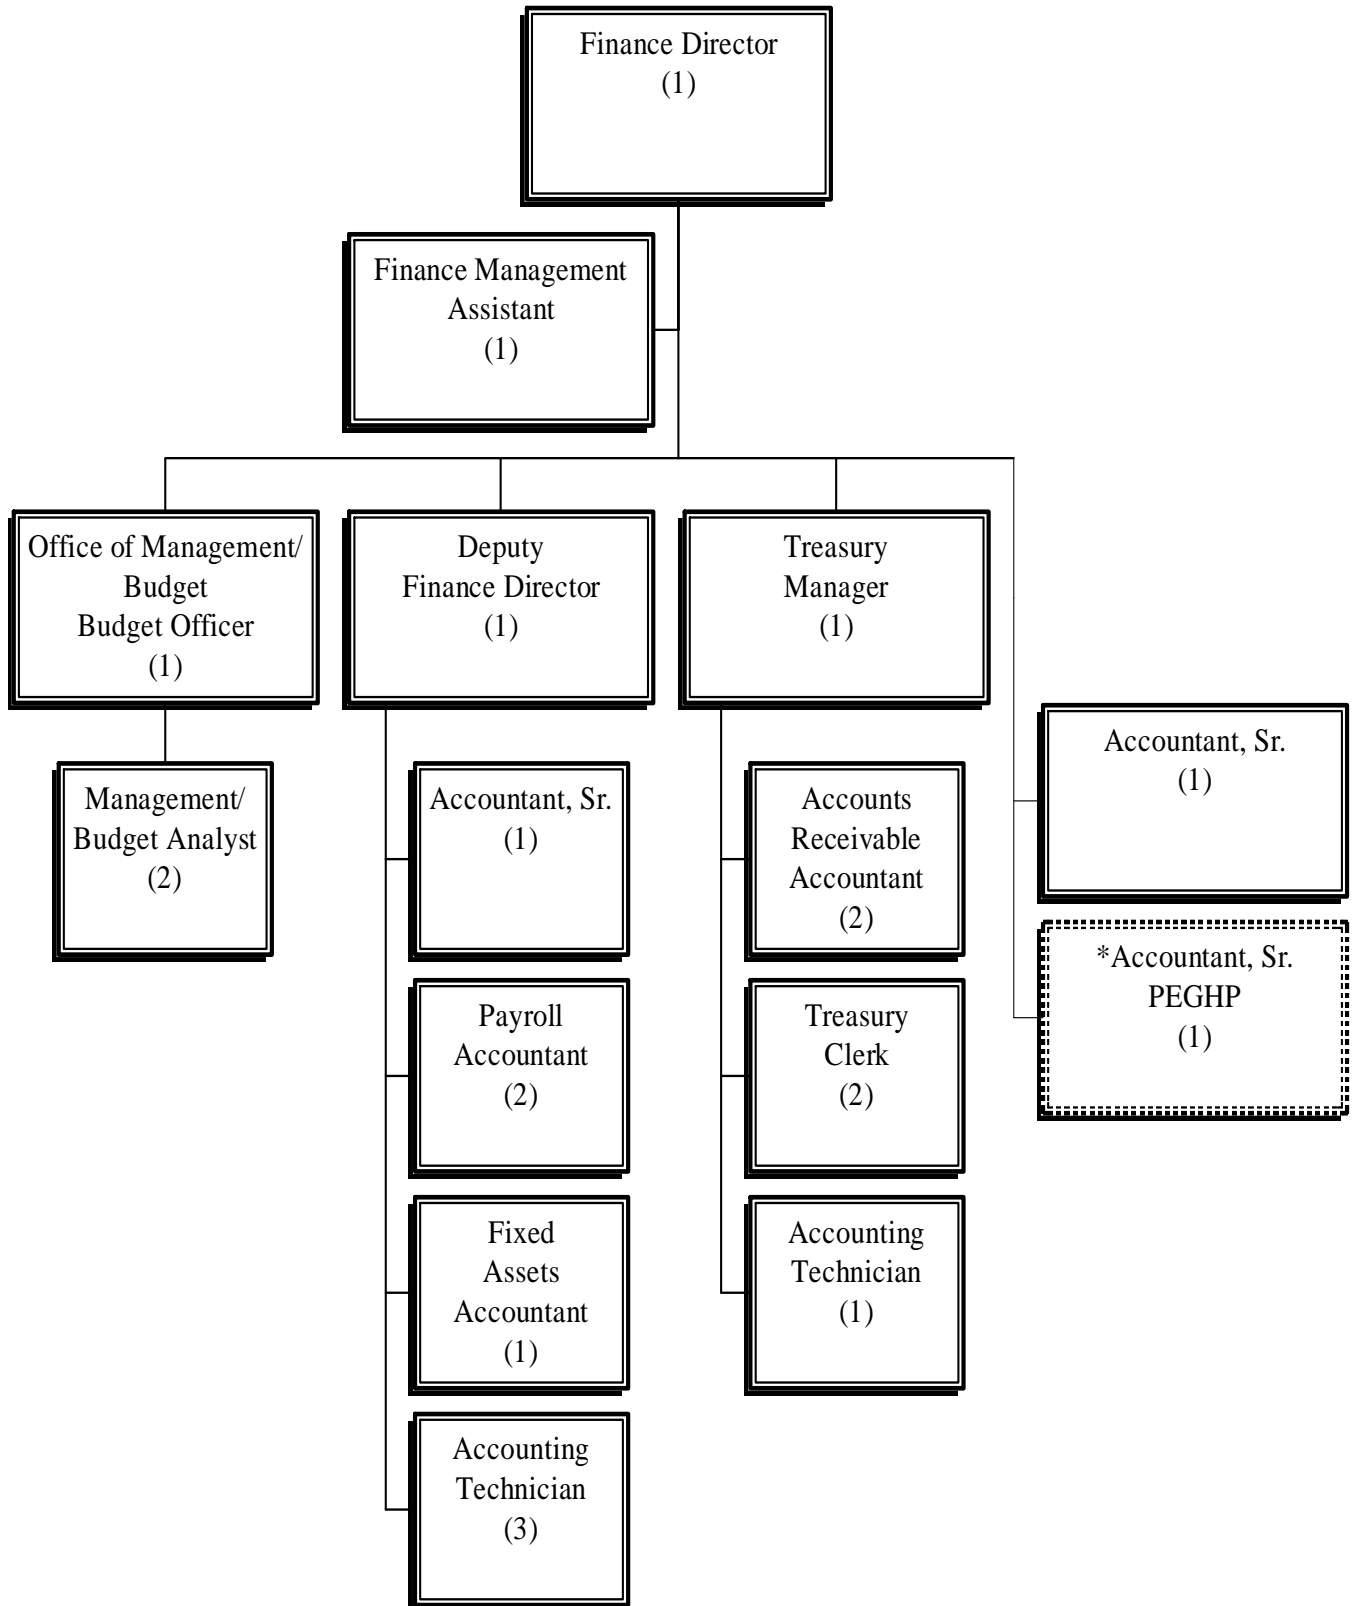 Finance Director
(1)
Finance Management
Assistant
(1)
Office of Management/
Budget
Budget Officer
(1)
Deputy
Finance Director
(1)
Treasury
Manager
(1)
Accountant, Sr.
(1)
*Accountant, Sr.
PEGHP
(1)
Management/
Budget Analyst
(2)
Accountant, Sr.
(1)
Payroll
Accountant
(2)
Fixed
Assets
Accountant
(1)
Accounting
Technician
(3)
Accounts
Receivable
Accountant
(2)
Treasury
Clerk
(2)
Accounting
Technician
(1)